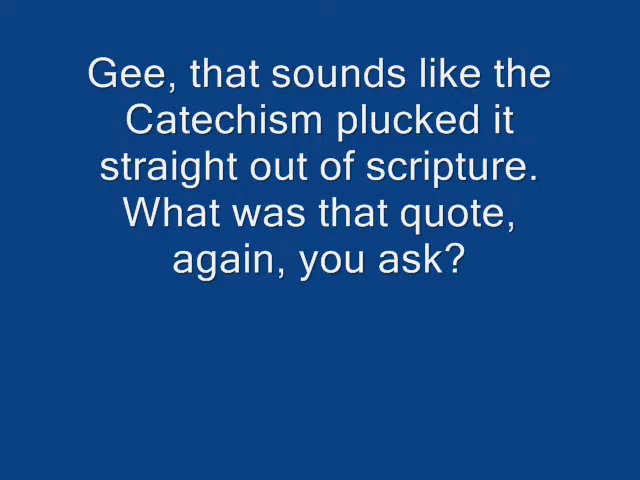 Gee, that sounds like the
Catechism plucked it
straight out of scripture.
What was that quote,
again, you ask?